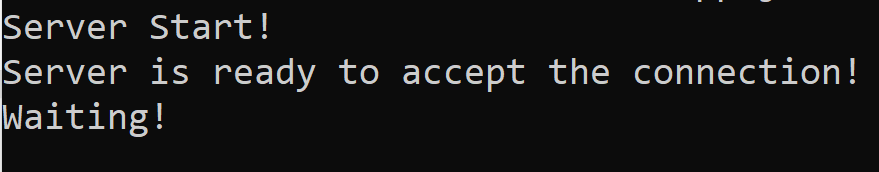 Server Start!
Server is ready to accept the connection!
Waiting!